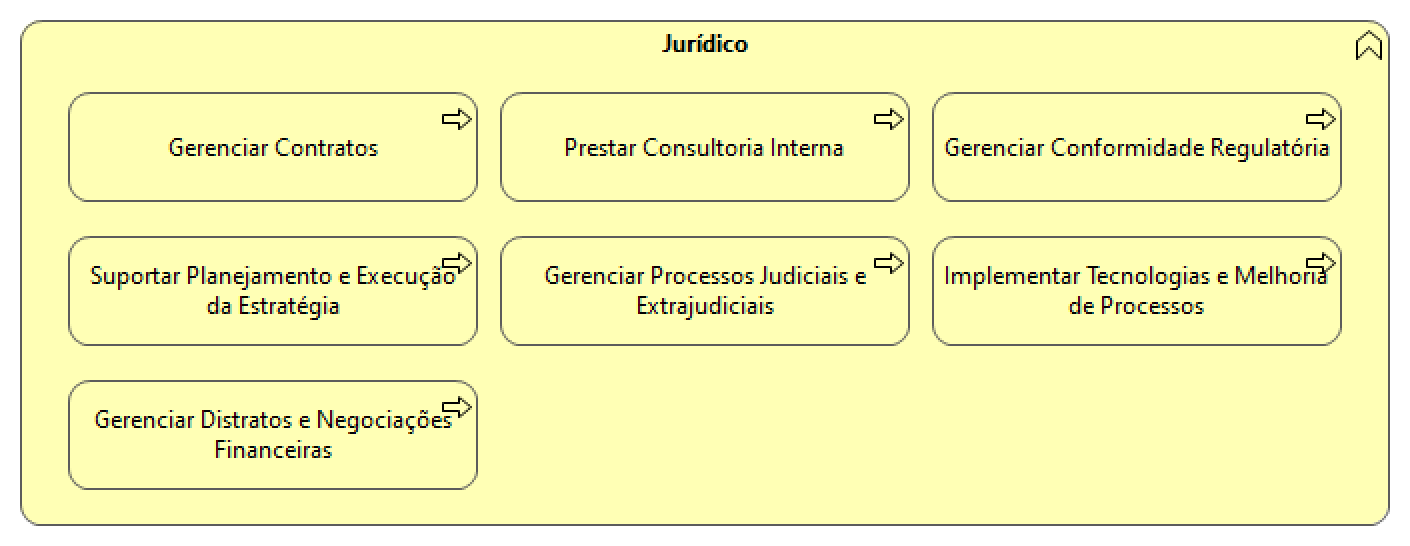 Jurídico
Gerenciar Contratos
Prestar Consultoria Interna
Gerenciar Conformidade Regulatória
Suportar Planejamento e Execução
da Estratégia
Gerenciar Processos Judiciais e
Extrajudiciais
Implementar Tecnologias e Melhoria
de Processos
Gerenciar Distratos e Negociações
Financeiras